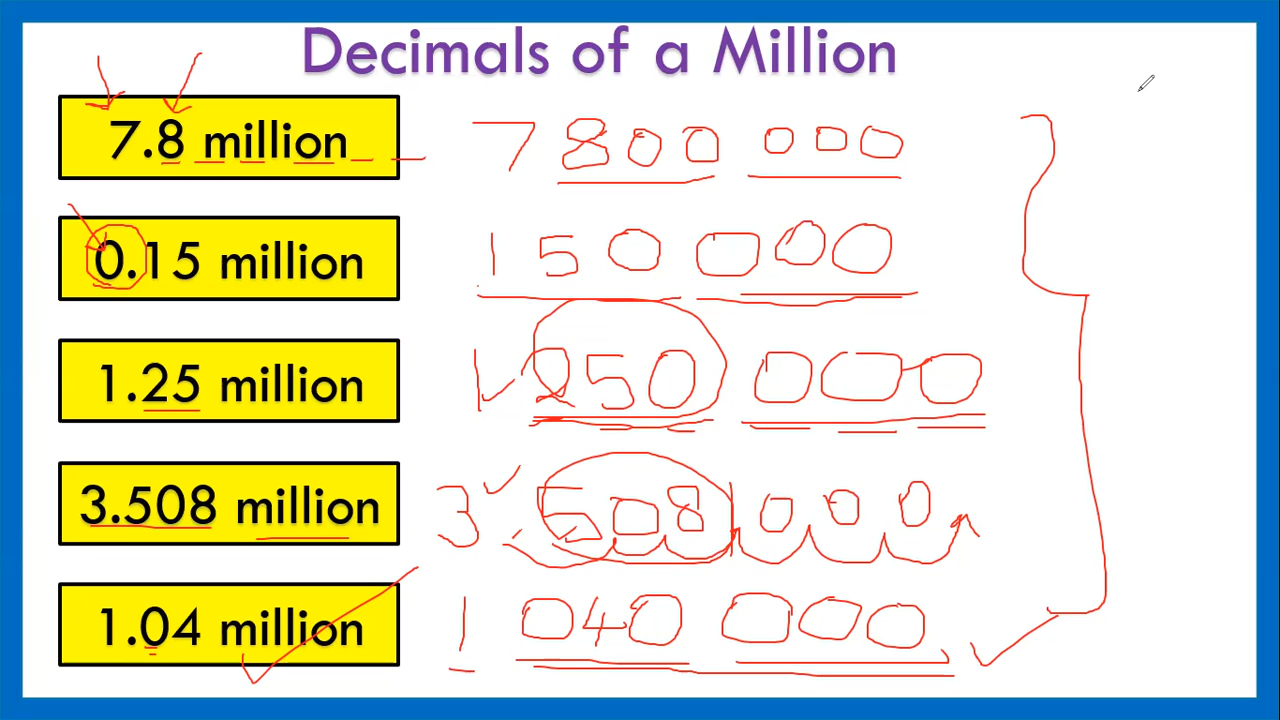 Decimals of a Million
7.8 million 7 800 000
0.15 million 150 000
1.25 million 1 250 000
3.508 million 3 508 000
1.04 million 1 040 000